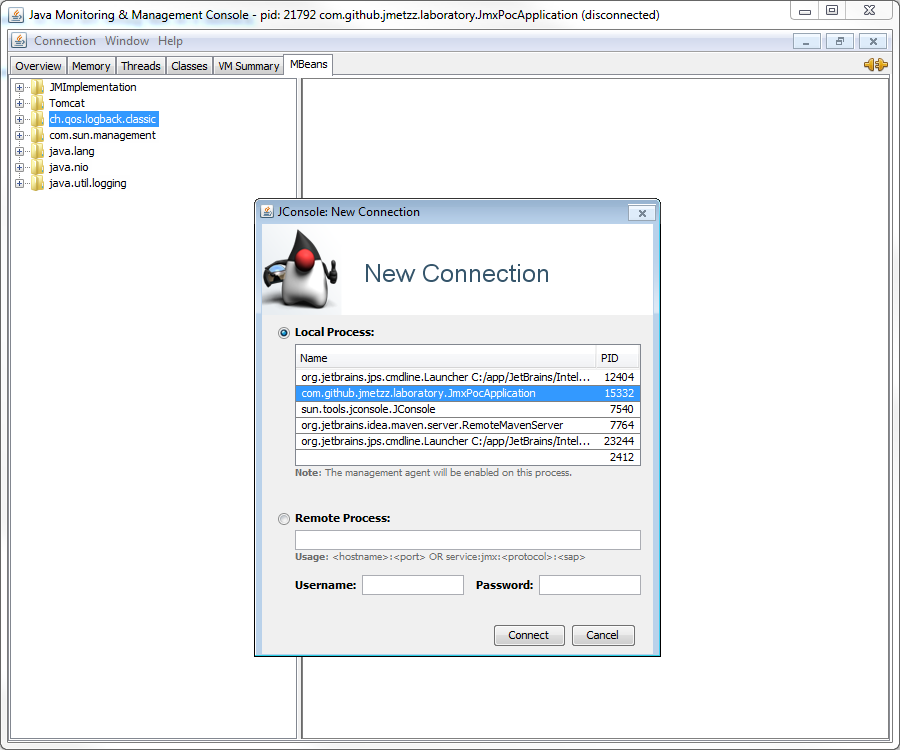 Java Monitoring & Management Console - pid: 21792 com.github.jmetzz.laboratory.JmxPocApplication (disconnected)
Connection Window Help
Overview Memory Threads Classes VM Summary MBeans
JMImplementation
Tomcat
ch.qos.logback.classic
com.sun.management
java.lang
java.nio
java.util.logging
JConsole: New Connection
New Connection
Local Process:
Name PID
org.jetbrains.jps.cmdline.Launcher C:/app/JetBrains/Intel... 12404
com.github.jmetzz.laboratory.JmxPocApplication 15332
sun.tools.jconsole.JConsole 7540
org.jetbrains.idea.maven.server.RemoteMavenServer 7764
org.jetbrains.jps.cmdline.Launcher C:/app/JetBrains/Intel... 23244
2412
Note: The management agent will be enabled on this process.
Remote Process:
Usage: <hostname>:<port> OR service:jmx:<protocol>:<sap>
Username: Password:
Connect Cancel